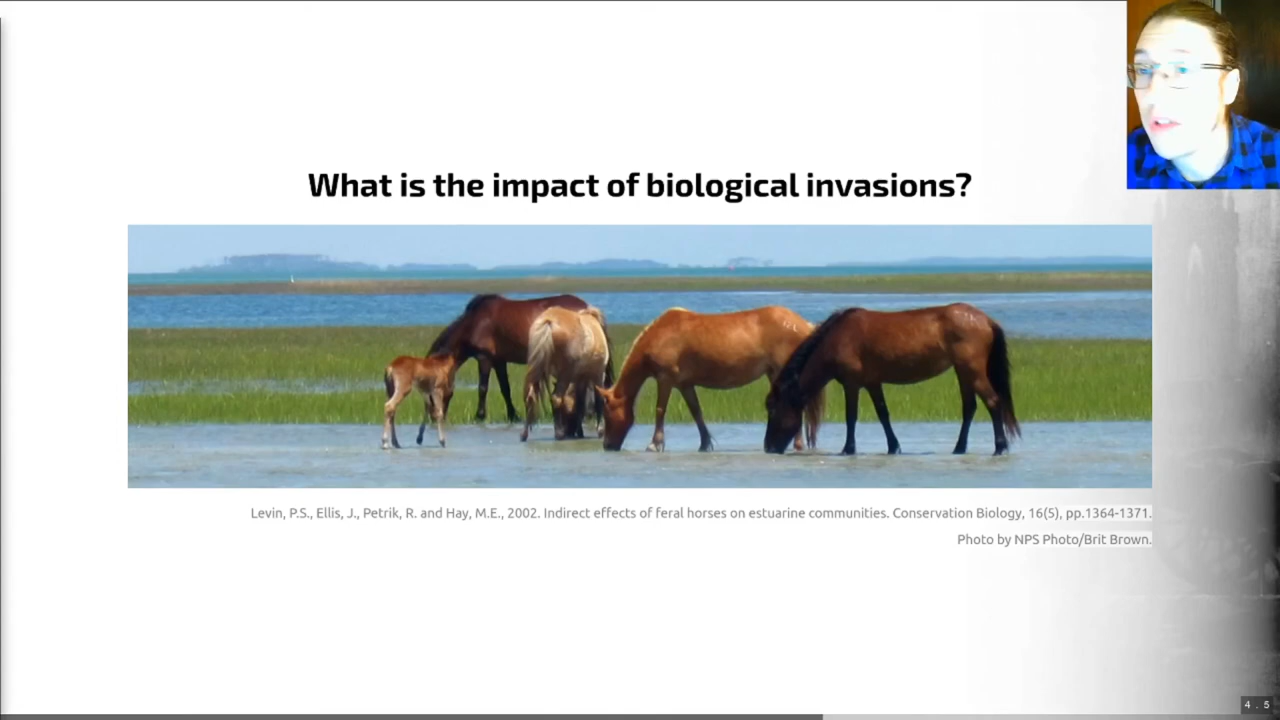 What is the impact of biological invasions?
Levin, P.S., Ellis, J., Petrik, R. and Hay, M.E., 2002. Indirect effects of feral horses on estuarine communities. Conservation Biology, 16(5), pp.1364-1371.
Photo by NPS Photo/Brit Brown.
4 . 5